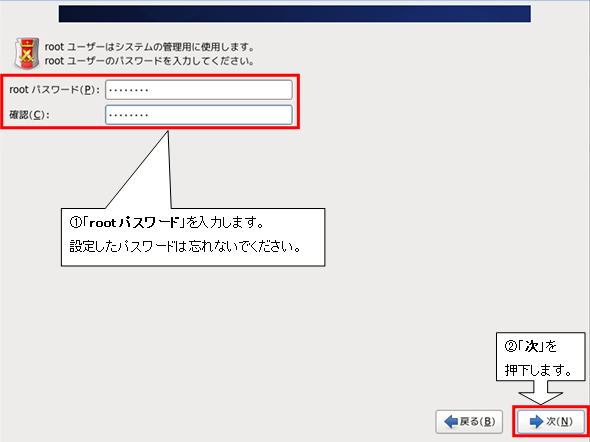 root ユーザーはシステムの管理用に使用します。
root ユーザーのパスワードを入力してください。
root パスワード(P): ••••••••
確認(C): ••••••••
①「rootパスワード」を入力します。
設定したパスワードは忘れないでください。
②「次」を
押下します。
戻る(B)
次(N)